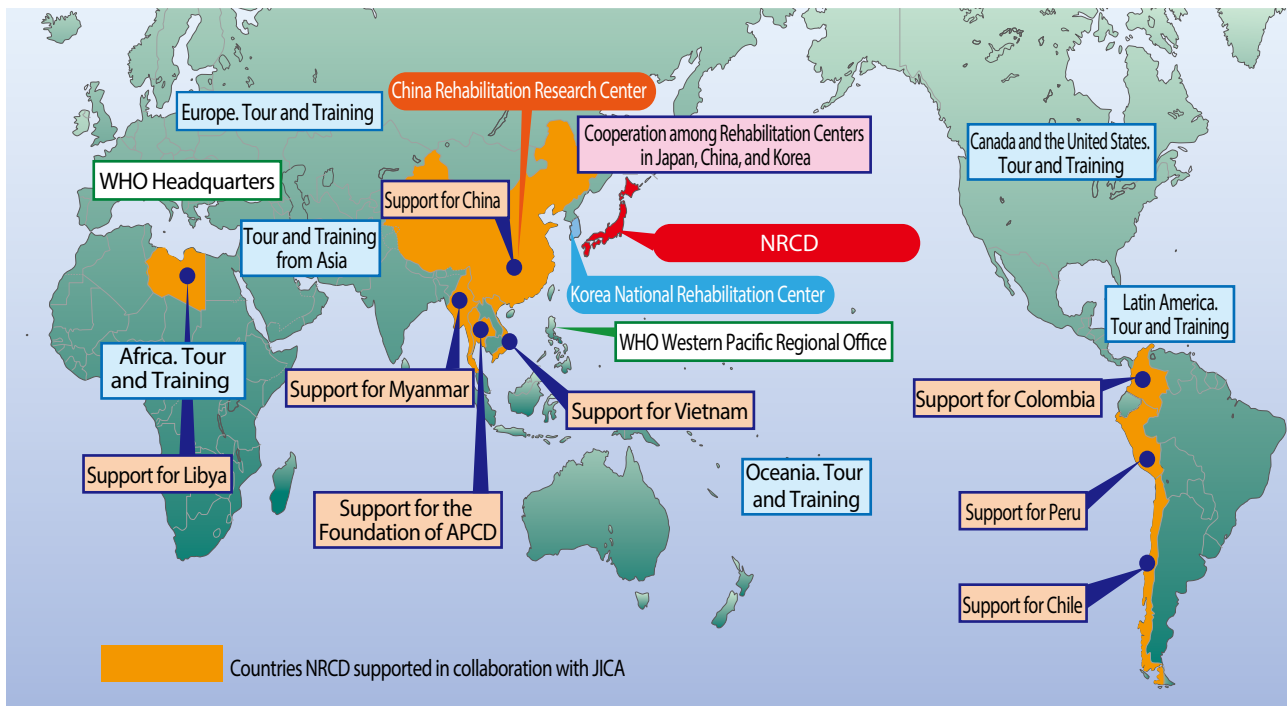 China Rehabilitation Research Center
Europe. Tour and Training
Cooperation among Rehabilitation Centers
in Japan, China, and Korea
Canada and the United States.
Tour and Training
WHO Headquarters
Support for China
Tour and Training
from Asia
NRCD
Korea National Rehabilitation Center
Latin America.
Tour and Training
WHO Western Pacific Regional Office
Africa. Tour
and Training
Support for Myanmar
Support for Vietnam
Support for Colombia
Support for Libya
Support for the
Foundation of APCD
Oceania. Tour
and Training
Support for Peru
Support for Chile
Countries NRCD supported in collaboration with JICA